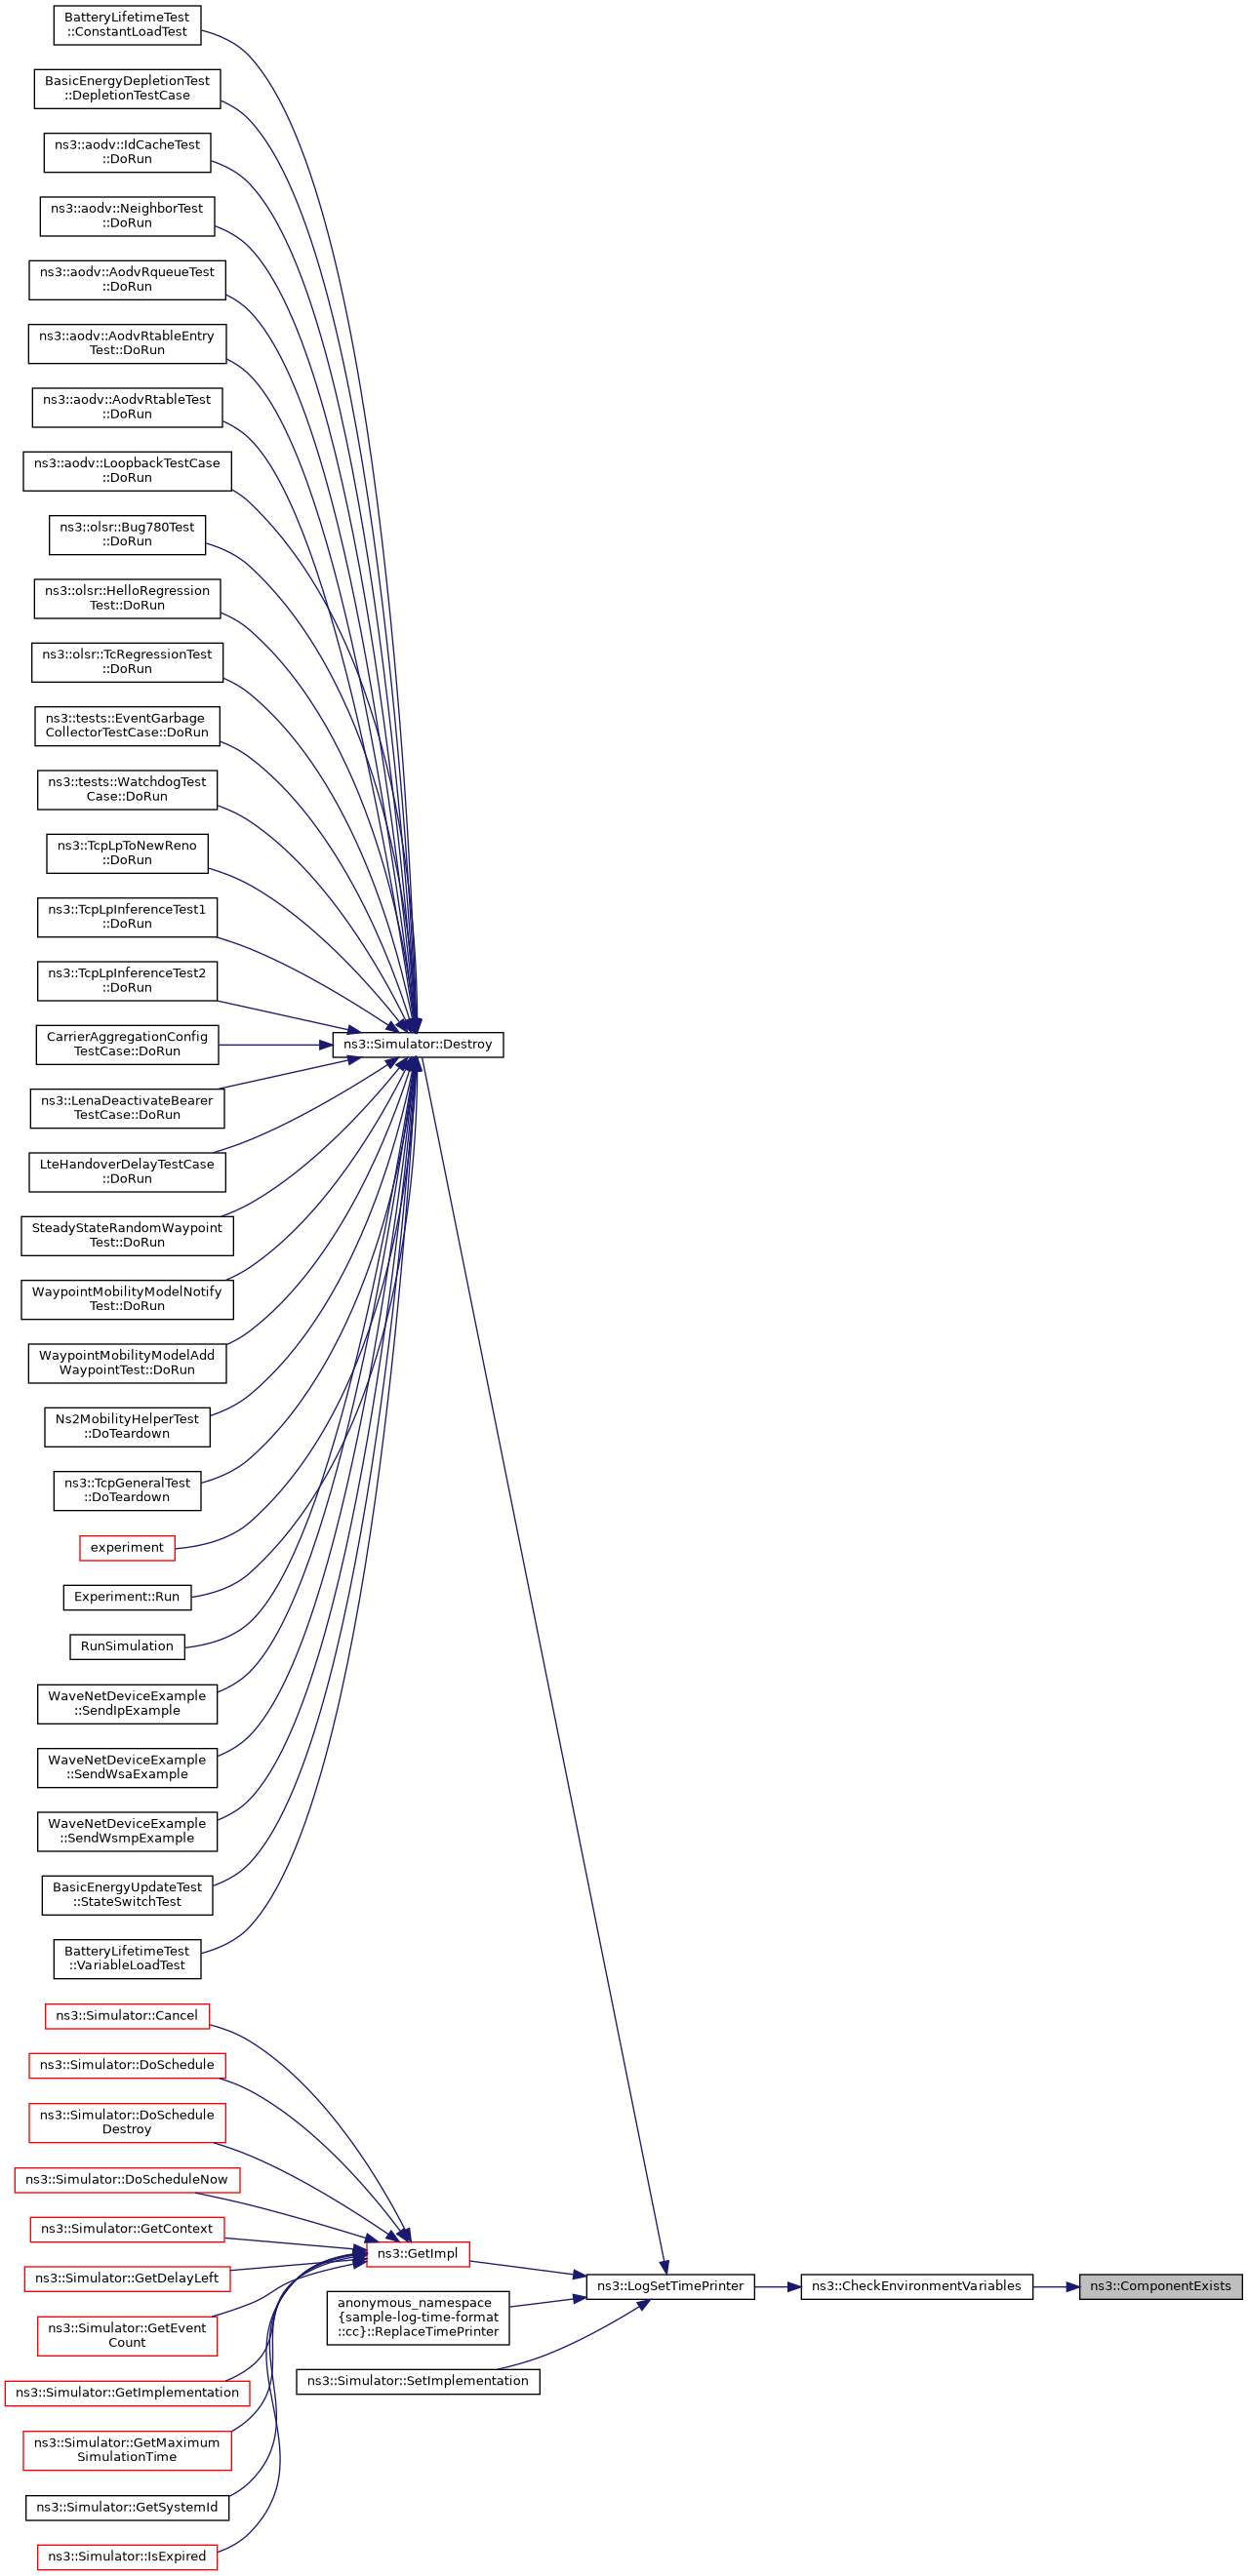 BatteryLifetimeTest
::ConstantLoadTest
BasicEnergyDepletionTest
::DepletionTestCase
ns3::aodv::IdCacheTest
::DoRun
ns3::aodv::NeighborTest
::DoRun
ns3::aodv::AodvRqueueTest
::DoRun
ns3::aodv::AodvRtableEntry
Test::DoRun
ns3::aodv::AodvRtableTest
::DoRun
ns3::aodv::LoopbackTestCase
::DoRun
ns3::olsr::Bug780Test
::DoRun
ns3::olsr::HelloRegression
Test::DoRun
ns3::olsr::TcRegressionTest
::DoRun
ns3::tests::EventGarbage
CollectorTestCase::DoRun
ns3::tests::WatchdogTest
Case::DoRun
ns3::TcpLpToNewReno
::DoRun
ns3::TcpLpInferenceTest1
::DoRun
ns3::TcpLpInferenceTest2
::DoRun
CarrierAggregationConfig
TestCase::DoRun
ns3::Simulator::Destroy
ns3::LenaDeactivateBearer
TestCase::DoRun
LteHandoverDelayTestCase
::DoRun
SteadyStateRandomWaypoint
Test::DoRun
WaypointMobilityModelNotify
Test::DoRun
WaypointMobilityModelAdd
WaypointTest::DoRun
Ns2MobilityHelperTest
::DoTeardown
ns3::TcpGeneralTest
::DoTeardown
experiment
Experiment::Run
RunSimulation
WaveNetDeviceExample
::SendIpExample
WaveNetDeviceExample
::SendWsaExample
WaveNetDeviceExample
::SendWsmpExample
BasicEnergyUpdateTest
::StateSwitchTest
BatteryLifetimeTest
::VariableLoadTest
ns3::Simulator::Cancel
ns3::Simulator::DoSchedule
ns3::Simulator::DoSchedule
Destroy
ns3::Simulator::DoScheduleNow
ns3::Simulator::GetContext
ns3::GetImpl
ns3::Simulator::GetDelayLeft
ns3::LogSetTimePrinter
ns3::CheckEnvironmentVariables
ns3::ComponentExists
anonymous_namespace
{sample-log-time-format
::cc}::ReplaceTimePrinter
ns3::Simulator::GetEvent
Count
ns3::Simulator::SetImplementation
ns3::Simulator::GetImplementation
ns3::Simulator::GetMaximum
SimulationTime
ns3::Simulator::GetSystemId
ns3::Simulator::IsExpired